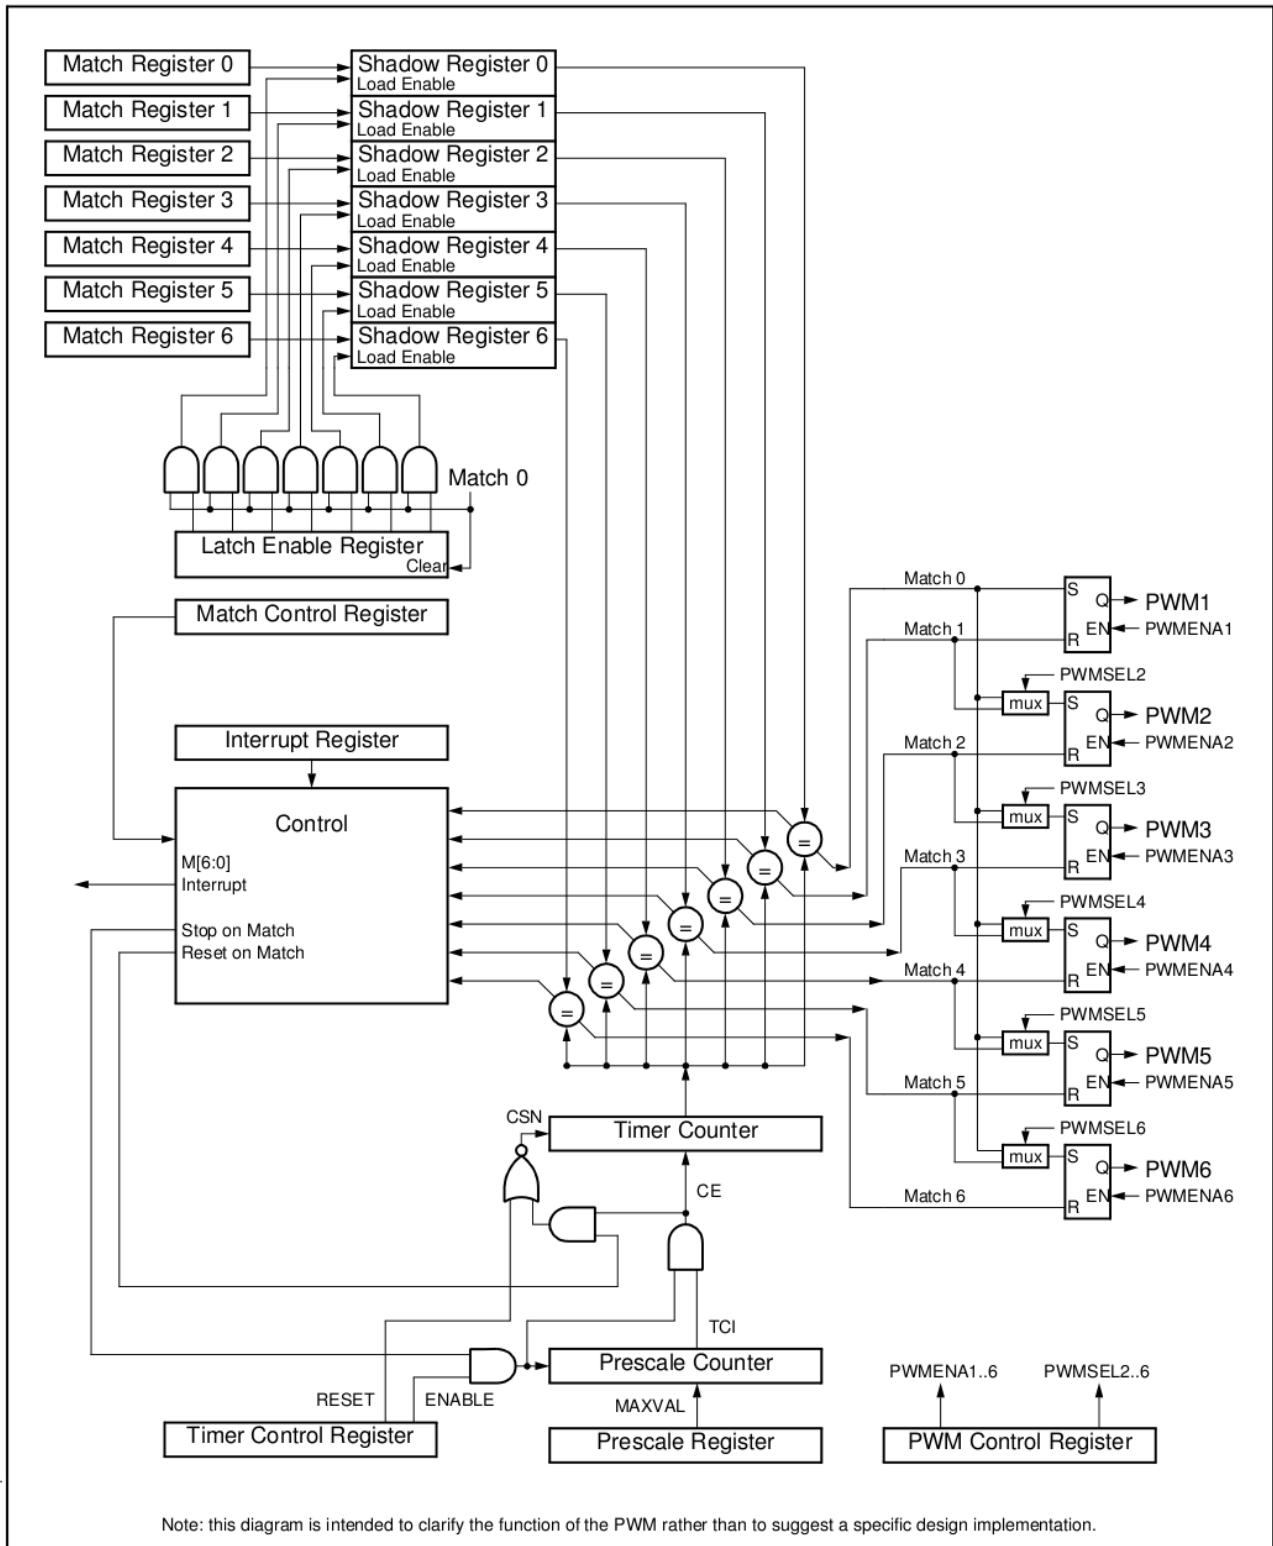 Match Register 0
Shadow Register 0
Load Enable
Match Register 1
Shadow Register 1
Load Enable
Match Register 2
Shadow Register 2
Load Enable
Match Register 3
Shadow Register 3
Load Enable
Match Register 4
Shadow Register 4
Load Enable
Match Register 5
Shadow Register 5
Load Enable
Match Register 6
Shadow Register 6
Load Enable
Match 0
Latch Enable Register
Clear
Match Control Register
Interrupt Register
Control
M[6:0]
Interrupt
Stop on Match
Reset on Match
=
=
=
=
=
=
=
Match 0
S
Q
PWM1
Match 1
R
EN
PWMENA1
PWMSEL2
mux
S
Q
PWM2
Match 2
R
EN
PWMENA2
PWMSEL3
mux
S
Q
PWM3
Match 3
R
EN
PWMENA3
PWMSEL4
mux
S
Q
PWM4
Match 4
R
EN
PWMENA4
PWMSEL5
mux
S
Q
PWM5
Match 5
R
EN
PWMENA5
PWMSEL6
mux
S
Q
PWM6
Match 6
R
EN
PWMENA6
CSN
Timer Counter
CE
TCI
Prescale Counter
RESET
ENABLE
MAXVAL
Timer Control Register
Prescale Register
PWMENA1..6
PWMSEL2..6
PWM Control Register
Note: this diagram is intended to clarify the function of the PWM rather than to suggest a specific design implementation.